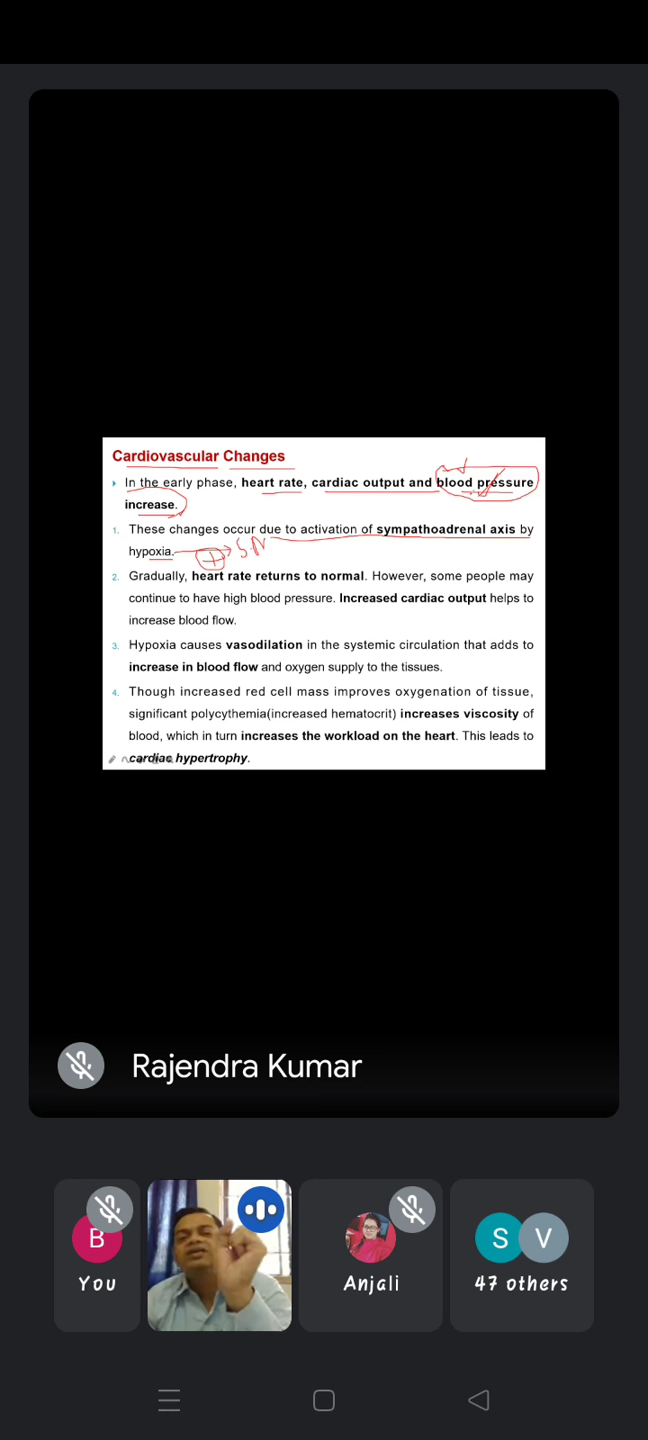 Cardiovascular Changes
In the early phase, heart rate, cardiac output and blood pressure
increase.
1. These changes occur due to activation of sympathoadrenal axis by
hypoxia. + SN
2. Gradually, heart rate returns to normal. However, some people may
continue to have high blood pressure. Increased cardiac output helps to
increase blood flow.
3. Hypoxia causes vasodilation in the systemic circulation that adds to
increase in blood flow and oxygen supply to the tissues.
4. Though increased red cell mass improves oxygenation of tissue,
significant polycythemia(increased hematocrit) increases viscosity of
blood, which in turn increases the workload on the heart. This leads to
cardiac hypertrophy.
Rajendra Kumar
B
You
Anjali
S V
47 others